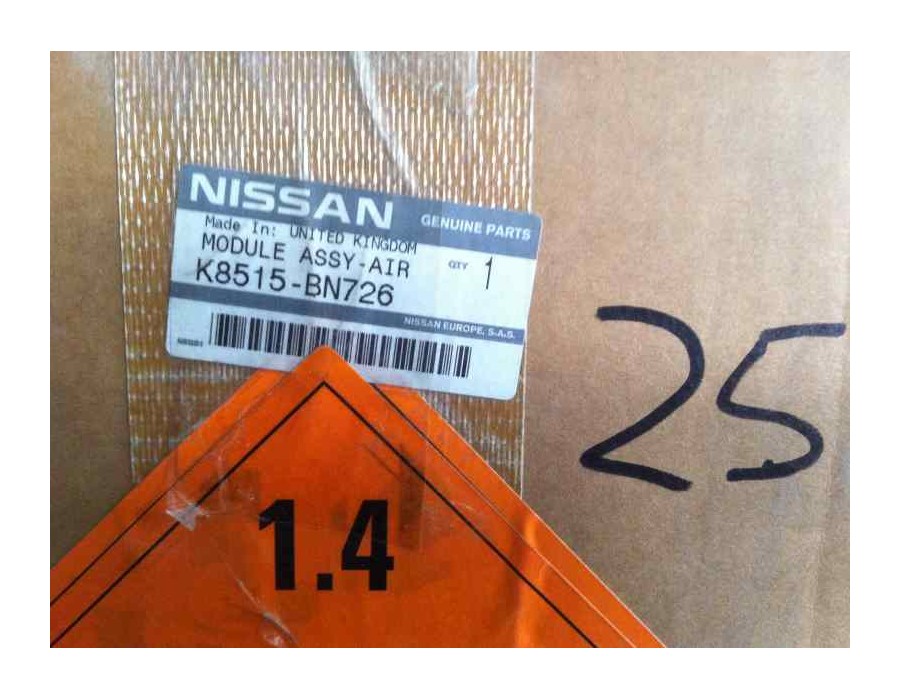 NISSAN GENUINE PARTS
Made In: UNITED KINGDOM
MODULE ASSY-AIR QTY 1
K8515-BN726
NISSAN EUROPE, S.A.S.
25
1.4